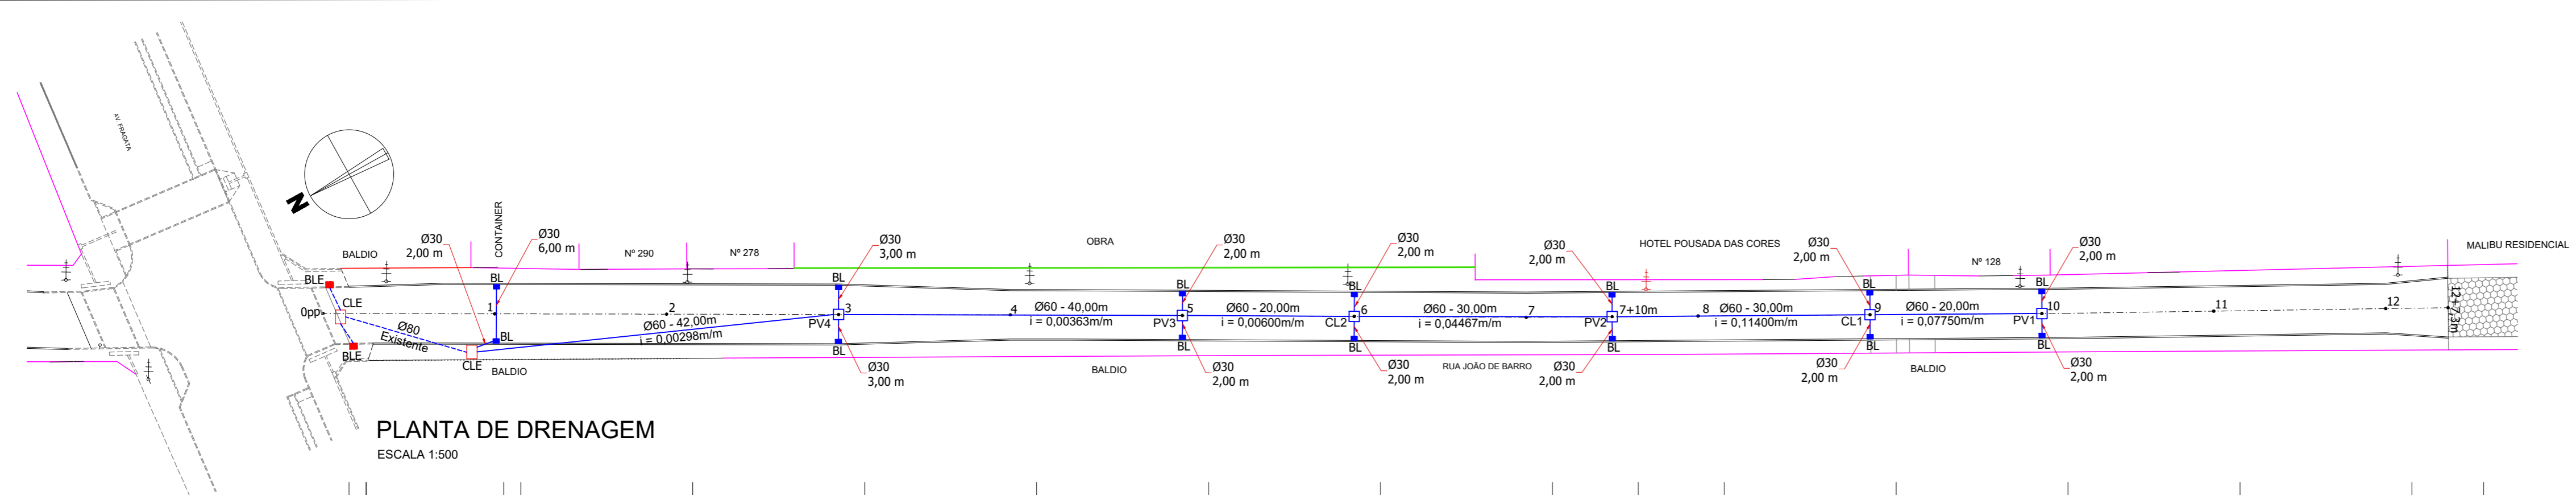 AV. FRAGATA
N
BALDIO
Ø30
2,00 m
CONTAINER
Ø30
6,00 m
Nº 290
Nº 278
Ø30
3,00 m
OBRA
Ø30
2,00 m
Ø30
2,00 m
Ø30
2,00 m
HOTEL POUSADA DAS CORES
Ø30
2,00 m
Nº 128
Ø30
2,00 m
MALIBU RESIDENCIAL
BLE
BL
BL
BL
BL
BL
BL
BL
CLE
0pp
1
2
3
4
5
6
7
7+10m
8
9
10
11
12
12+7,3m
Ø80
Existente
Ø60 - 42,00m
i = 0,00298m/m
PV4
Ø60 - 40,00m
i = 0,00363m/m
PV3
Ø60 - 20,00m
i = 0,00600m/m
CL2
Ø60 - 30,00m
i = 0,04467m/m
PV2
Ø60 - 30,00m
i = 0,11400m/m
CL1
Ø60 - 20,00m
i = 0,07750m/m
PV1
BLE
CLE
BL
BL
BL
BL
BL
BL
BL
BALDIO
Ø30
3,00 m
BALDIO
Ø30
2,00 m
Ø30
2,00 m
RUA JOÃO DE BARRO
Ø30
2,00 m
Ø30
2,00 m
BALDIO
Ø30
2,00 m
PLANTA DE DRENAGEM
ESCALA 1:500